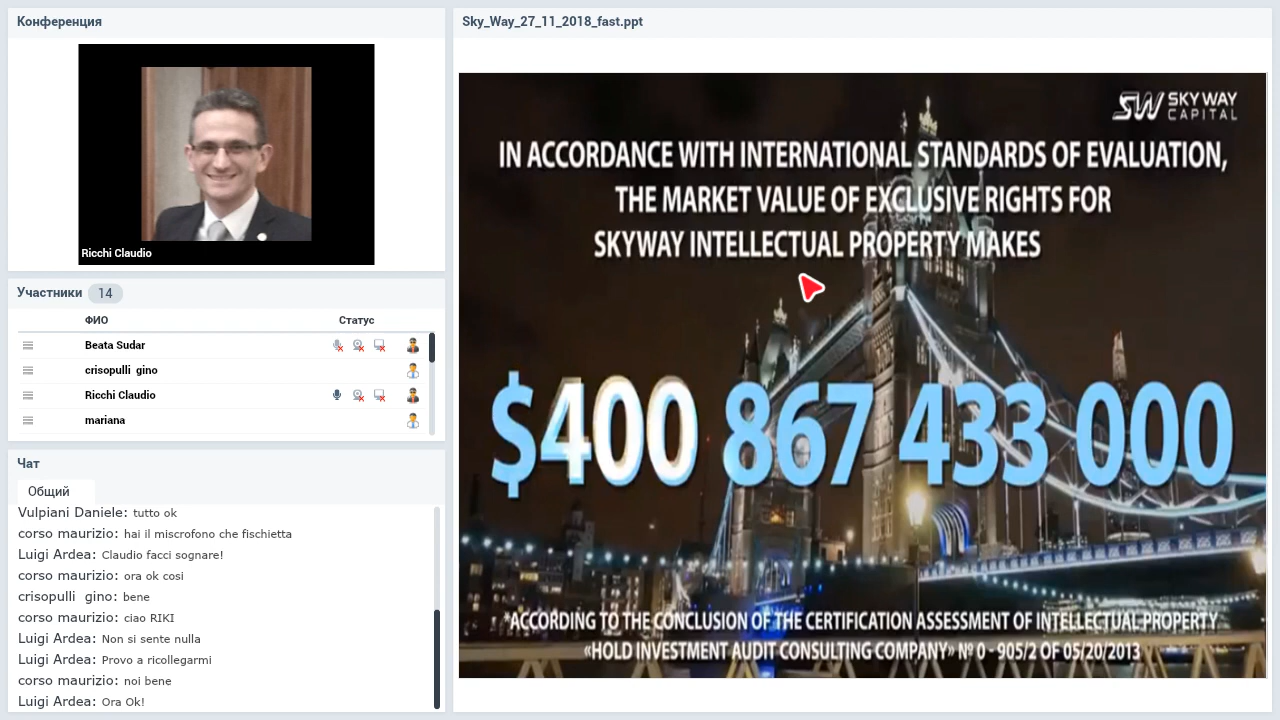 Конференция
Ricchi Claudio
Участники 14
ФИО Статус
Beata Sudar
crisopulli gino
Ricchi Claudio
mariana
Чат
Общий
Vulpiani Daniele: tutto ok
corso maurizio: hai il miscrofono che fischietta
Luigi Ardea: Claudio facci sognare!
corso maurizio: ora ok cosi
crisopulli gino: bene
corso maurizio: ciao RIKI
Luigi Ardea: Non si sente nulla
Luigi Ardea: Provo a ricollegarmi
corso maurizio: noi bene
Luigi Ardea: Ora Ok!
Sky_Way_27_11_2018_fast.ppt
SW SKY WAY
CAPITAL
IN ACCORDANCE WITH INTERNATIONAL STANDARDS OF EVALUATION,
THE MARKET VALUE OF EXCLUSIVE RIGHTS FOR
SKYWAY INTELLECTUAL PROPERTY MAKES
$400 867 433 000
*ACCORDING TO THE CONCLUSION OF THE CERTIFICATION ASSESSMENT OF INTELLECTUAL PROPERTY
«HOLD INVESTMENT AUDIT CONSULTING COMPANY» № 0 - 905/2 OF 05/20/2013